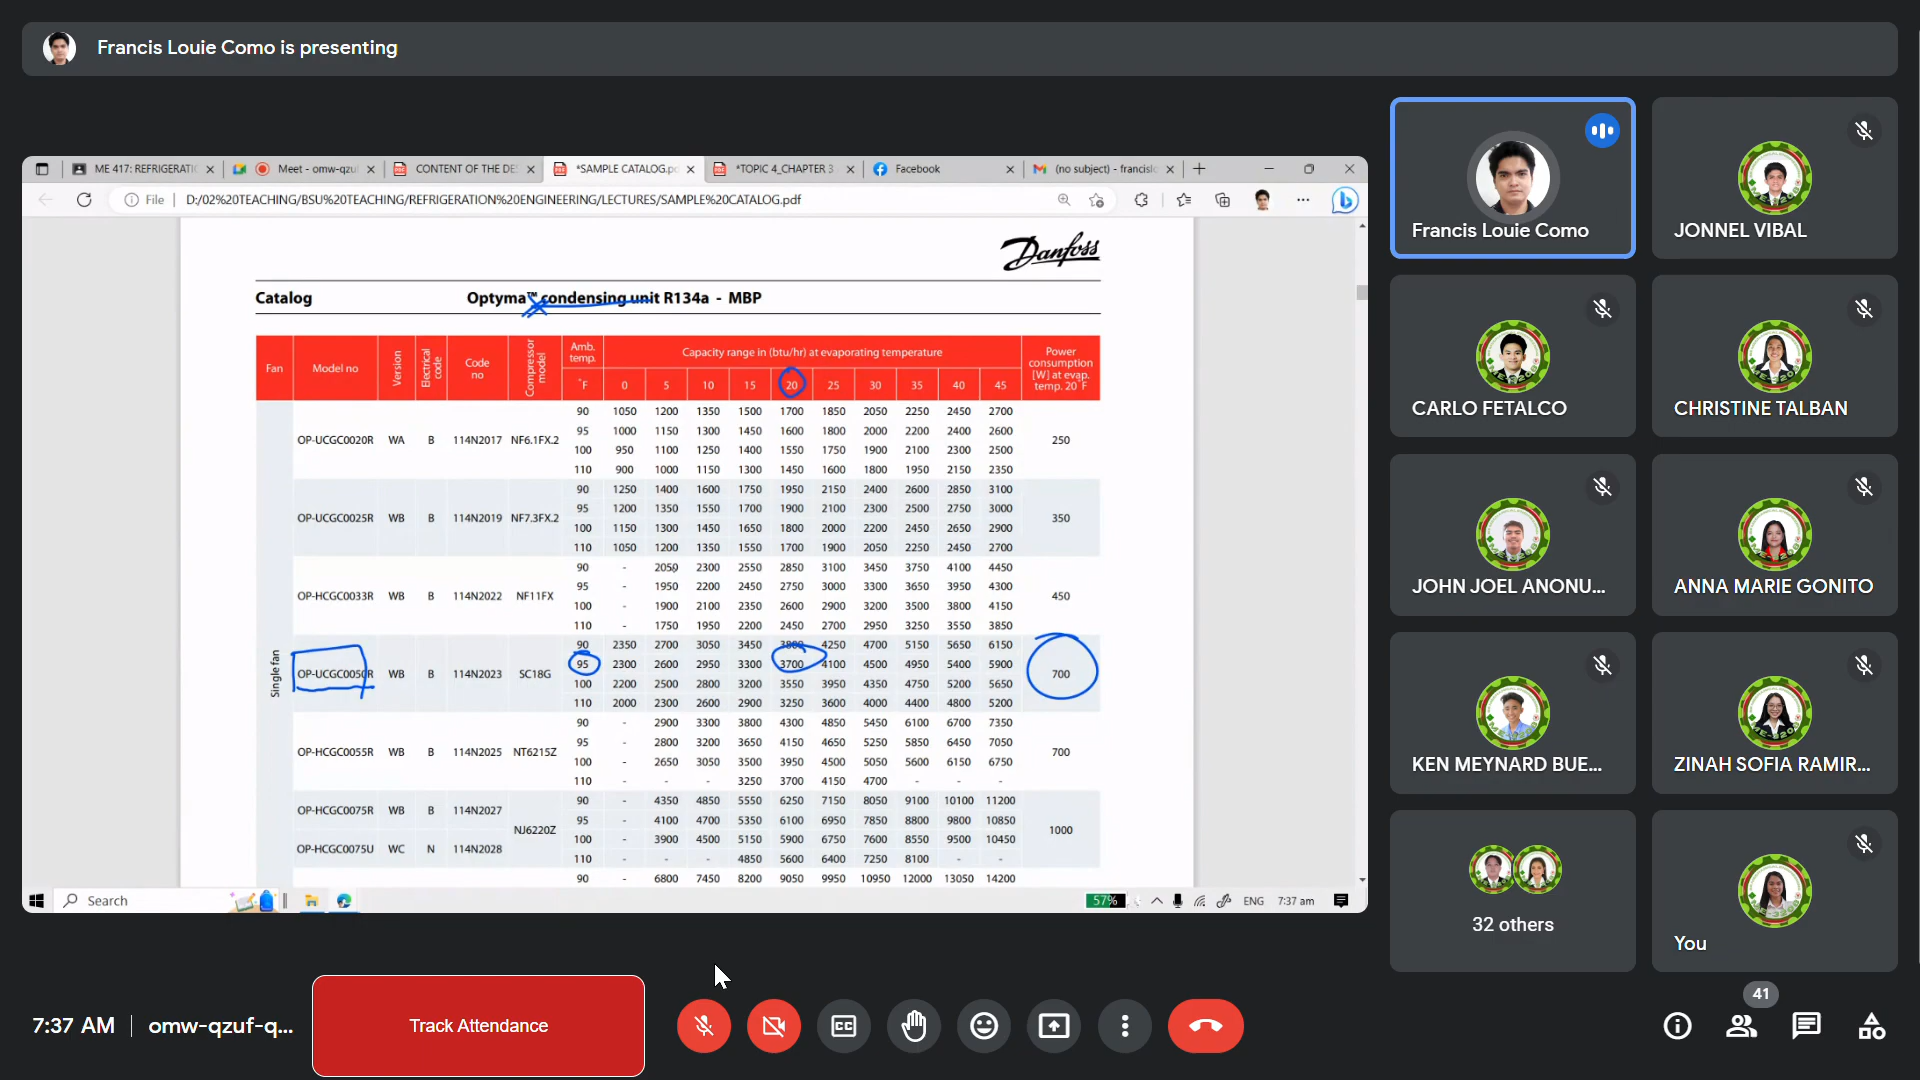 Francis Louie Como is presenting
ME 417: REFRIGERATIO
Meet - omw-qzuf
CONTENT OF THE DE
*SAMPLE CATALOG.pd
*TOPIC 4_CHAPTER 3
Facebook
(no subject) - francislo
File D:/02%20TEACHING/BSU%20TEACHING/REFRIGERATION%20ENGINEERING/LECTURES/SAMPLE%20CATALOG.pdf
Danfoss
Catalog Optyma™ condensing unit R134a - MBP
Fan Model no Version Electrical code Code no Compressor model Amb. temp. °F Capacity range in (btu/hr) at evaporating temperature Power consumption [W] at evap. temp. 20°F
0 5 10 15 20 25 30 35 40 45
Single fan
OP-UCGC0020R WA B 114N2017 NF6.1FX.2 250
90 1050 1200 1350 1500 1700 1850 2050 2250 2450 2700
95 1000 1150 1300 1450 1600 1800 2000 2200 2400 2600
100 950 1100 1250 1400 1550 1750 1900 2100 2300 2500
110 900 1000 1150 1300 1450 1600 1800 1950 2150 2350
OP-UCGC0025R WB B 114N2019 NF7.3FX.2 350
90 1250 1400 1600 1750 1950 2150 2400 2600 2850 3100
95 1200 1350 1550 1700 1900 2100 2300 2500 2750 3000
100 1150 1300 1450 1650 1800 2000 2200 2450 2650 2900
110 1050 1200 1350 1550 1700 1900 2050 2250 2450 2700
OP-HCGC0033R WB B 114N2022 NF11FX 450
90 - 2050 2300 2550 2850 3100 3450 3750 4100 4450
95 - 1950 2200 2450 2750 3000 3300 3650 3950 4300
100 - 1900 2100 2350 2600 2900 3200 3500 3800 4150
110 - 1750 1950 2200 2450 2700 2950 3250 3550 3850
OP-UCGC0050R WB B 114N2023 SC18G 700
90 2350 2700 3050 3450 3800 4250 4700 5150 5650 6150
95 2300 2600 2950 3300 3700 4100 4500 4950 5400 5900
100 2200 2500 2800 3200 3550 3950 4350 4750 5200 5650
110 2000 2300 2600 2900 3250 3600 4000 4400 4800 5200
OP-HCGC0055R WB B 114N2025 NT6215Z 700
90 - 2900 3300 3800 4300 4850 5450 6100 6700 7350
95 - 2800 3200 3650 4150 4650 5250 5850 6450 7050
100 - 2650 3050 3500 3950 4500 5050 5600 6150 6750
110 - - - 3250 3700 4150 4700 - - -
OP-HCGC0075R WB B 114N2027
OP-HCGC0075U WC N 114N2028
NJ6220Z 1000
90 - 4350 4850 5550 6250 7150 8050 9100 10100 11200
95 - 4100 4700 5350 6100 6950 7850 8800 9800 10850
100 - 3900 4500 5150 5900 6750 7600 8550 9500 10450
110 - - - 4850 5600 6400 7250 8100 - -
90 - 6800 7450 8200 9050 9950 10950 12000 13050 14200
Search
57%
ENG 7:37 am
Francis Louie Como
JONNEL VIBAL
CARLO FETALCO
CHRISTINE TALBAN
JOHN JOEL ANONU...
ANNA MARIE GONITO
KEN MEYNARD BUE...
ZINAH SOFIA RAMIR...
32 others
You
7:37 AM | omw-qzuf-q...
Track Attendance
CC
41